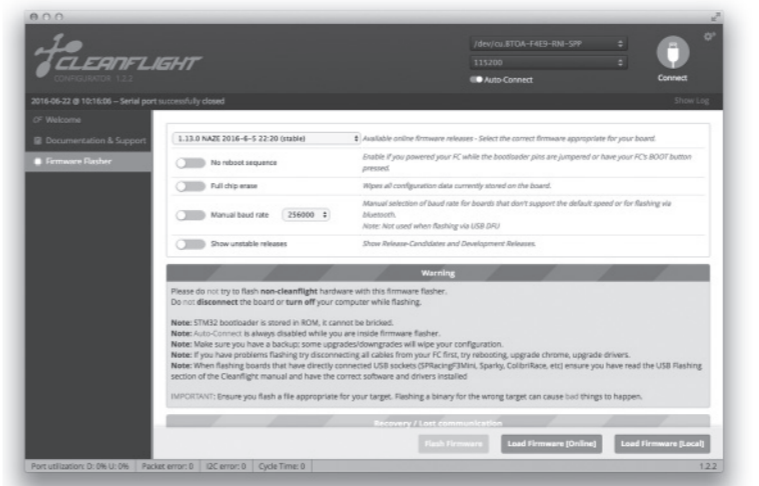 CLEANFLIGHT
CONFIGURATOR 1.2.2
/dev/cu.BTOA-F4E9-RNI-SPP
115200
Auto-Connect
Connect
2016-06-22 @ 10:16:06 -- Serial port successfully closed
Show Log
Welcome
Documentation & Support
Firmware Flasher
1.13.0 NAZE 2016-6-5 22:20 (stable)
Available online firmware releases - Select the correct firmware appropriate for your board.
No reboot sequence
Enable if you powered your FC while the bootloader pins are jumpered or have your FC's BOOT button
pressed.
Full chip erase
Wipes all configuration data currently stored on the board.
Manual baud rate
256000
Manual selection of baud rate for boards that don't support the default speed or for flashing via
bluetooth.
Note: Not used when flashing via USB DFU
Show unstable releases
Show Release-Candidates and Development Releases.
Warning
Please do not try to flash non-cleanflight hardware with this firmware flasher.
Do not disconnect the board or turn off your computer while flashing.
Note: STM32 bootloader is stored in ROM, it cannot be bricked.
Note: Auto-Connect is always disabled while you are inside firmware flasher.
Note: Make sure you have a backup; some upgrades/downgrades will wipe your configuration.
Note: If you have problems flashing try disconnecting all cables from your FC first, try rebooting, upgrade chrome, upgrade drivers.
Note: When flashing boards that have directly connected USB sockets (SPRacingF3Mini, Sparky, ColibriRace, etc) ensure you have read the USB Flashing
section of the Cleanflight manual and have the correct software and drivers installed
IMPORTANT: Ensure you flash a file appropriate for your target. Flashing a binary for the wrong target can cause bad things to happen.
Recovery / Lost communication
Flash Firmware
Load Firmware [Online]
Load Firmware [Local]
Port utilization: D: 0% U: 0%
Packet error: 0
I2C error: 0
Cycle Time: 0
1.2.2